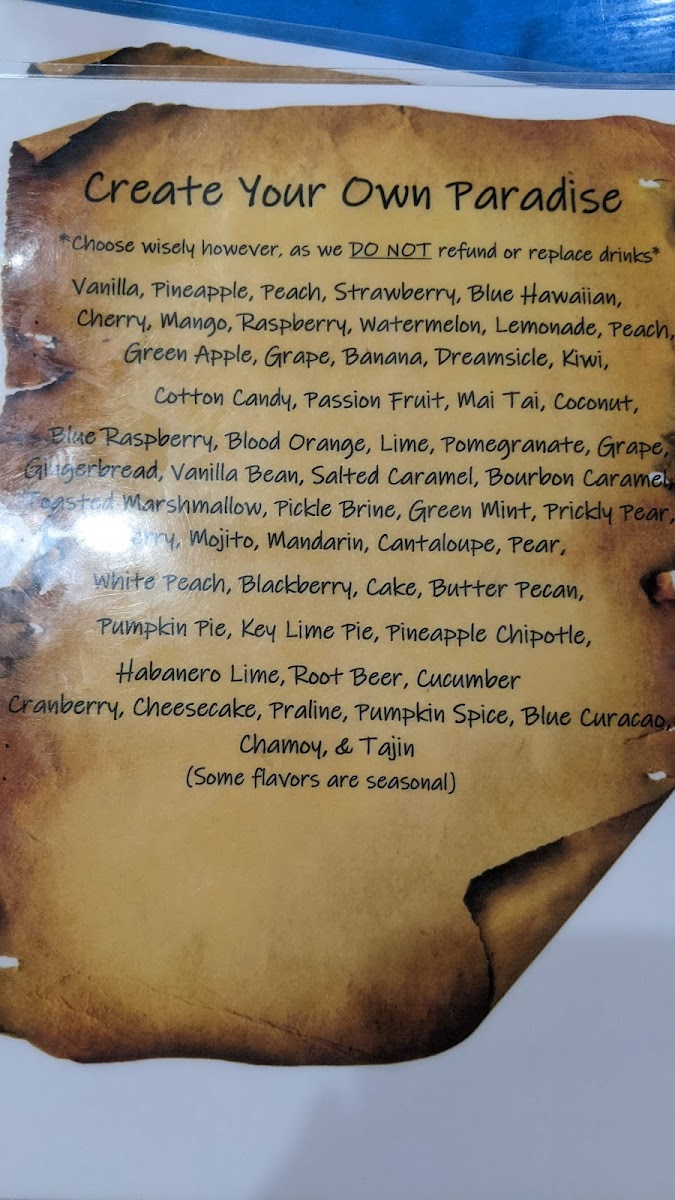 Create Your Own Paradise
*Choose wisely however, as we DO NOT refund or replace drinks*
Vanilla, Pineapple, Peach, Strawberry, Blue Hawaiian,
Cherry, Mango, Raspberry, Watermelon, Lemonade, Peach,
Green Apple, Grape, Banana, Dreamsicle, Kiwi,
Cotton Candy, Passion Fruit, Mai Tai, Coconut,
Blue Raspberry, Blood Orange, Lime, Pomegranate, Grape,
Gingerbread, Vanilla Bean, Salted Caramel, Bourbon Caramel,
Toasted Marshmallow, Pickle Brine, Green Mint, Prickly Pear,
Mojito, Mandarin, Cantaloupe, Pear,
White Peach, Blackberry, Cake, Butter Pecan,
Pumpkin Pie, Key Lime Pie, Pineapple Chipotle,
Habanero Lime, Root Beer, Cucumber
Cranberry, Cheesecake, Praline, Pumpkin Spice, Blue Curacao,
Chamoy, & Tajin
(Some flavors are seasonal)